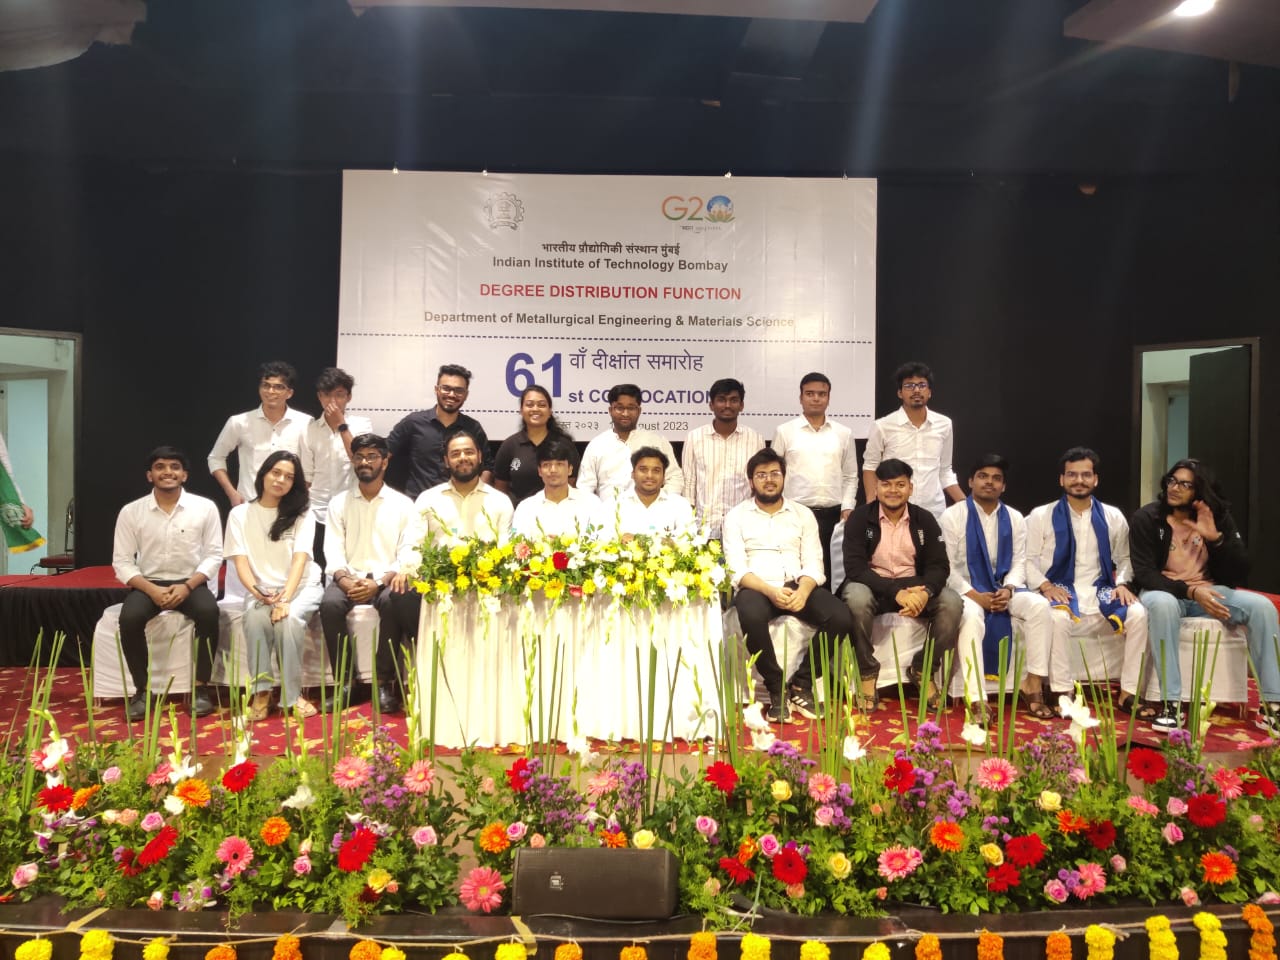 G20
भारतीय प्रौद्योगिकी संस्थान मुंबई
Indian Institute of Technology Bombay
DEGREE DISTRIBUTION FUNCTION
Department of Metallurgical Engineering & Materials Science
61 वाँ दीक्षांत समारोह
st
२०२३ 2023